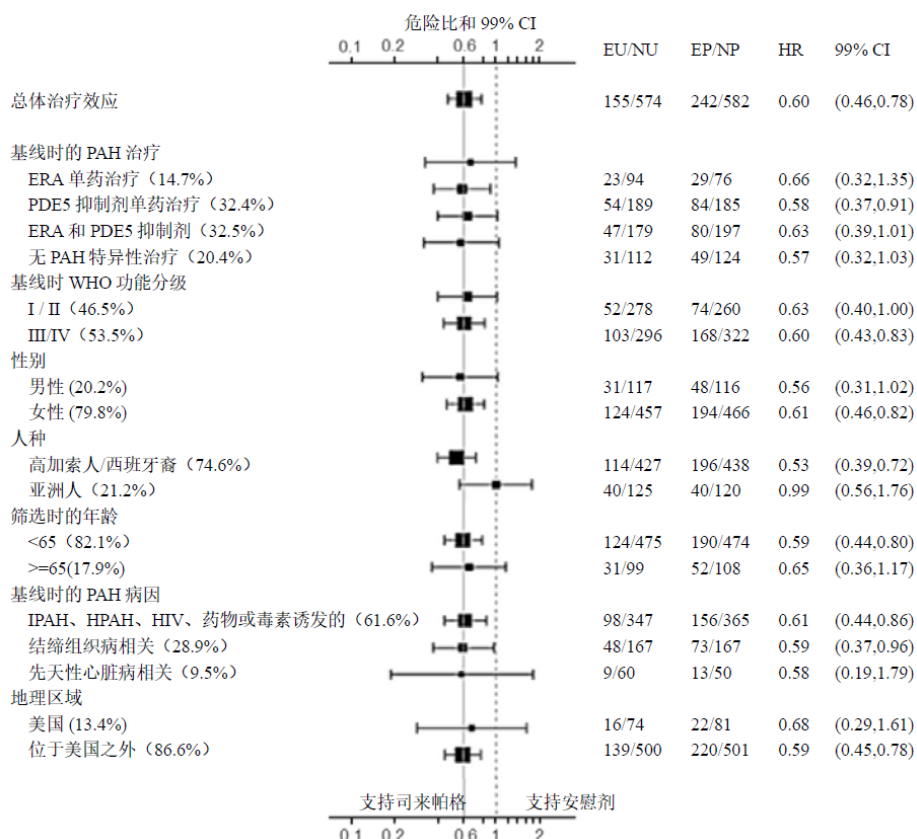 危险比和 99% CI
0.1 0.2 0.6 1 2
EU/NU EP/NP HR 99% CI
总体治疗效应 155/574 242/582 0.60 (0.46,0.78)
基线时的 PAH 治疗
ERA 单药治疗（14.7%） 23/94 29/76 0.66 (0.32,1.35)
PDE5 抑制剂单药治疗（32.4%） 54/189 84/185 0.58 (0.37,0.91)
ERA 和 PDE5 抑制剂（32.5%） 47/179 80/197 0.63 (0.39,1.01)
无 PAH 特异性治疗（20.4%） 31/112 49/124 0.57 (0.32,1.03)
基线时 WHO 功能分级
I / II（46.5%） 52/278 74/260 0.63 (0.40,1.00)
III/IV（53.5%） 103/296 168/322 0.60 (0.43,0.83)
性别
男性 (20.2%) 31/117 48/116 0.56 (0.31,1.02)
女性 (79.8%) 124/457 194/466 0.61 (0.46,0.82)
人种
高加索人/西班牙裔（74.6%） 114/427 196/438 0.53 (0.39,0.72)
亚洲人（21.2%） 40/125 40/120 0.99 (0.56,1.76)
筛选时的年龄
<65（82.1%） 124/475 190/474 0.59 (0.44,0.80)
>=65(17.9%) 31/99 52/108 0.65 (0.36,1.17)
基线时的 PAH 病因
IPAH、HPAH、HIV、药物或毒素诱发的（61.6%） 98/347 156/365 0.61 (0.44,0.86)
结缔组织病相关（28.9%） 48/167 73/167 0.59 (0.37,0.96)
先天性心脏病相关（9.5%） 9/60 13/50 0.58 (0.19,1.79)
地理区域
美国 (13.4%) 16/74 22/81 0.68 (0.29,1.61)
位于美国之外（86.6%） 139/500 220/501 0.59 (0.45,0.78)
支持司来帕格 支持安慰剂
0.1 0.2 0.6 1 2